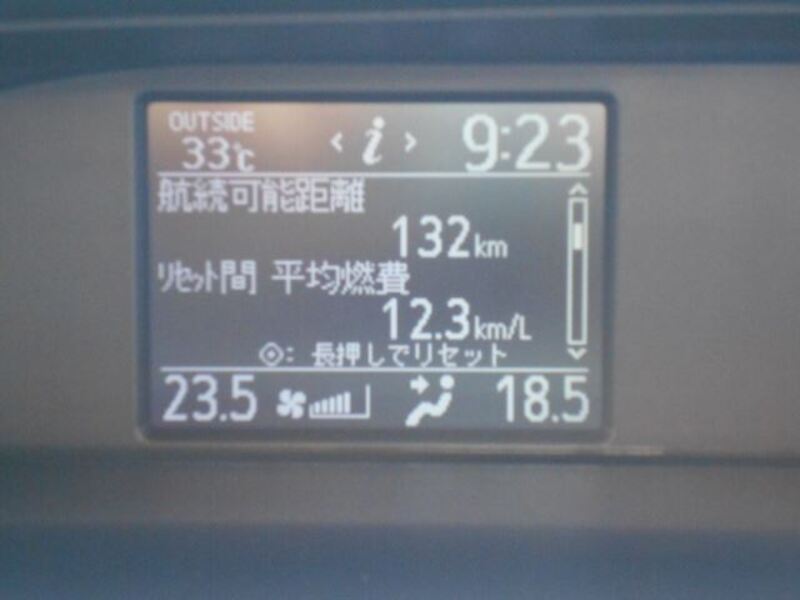 OUTSIDE
33℃
< i >
9:23
航続可能距離
132km
リセット間 平均燃費
12.3km/L
◎: 長押しでリセット
23.5
18.5